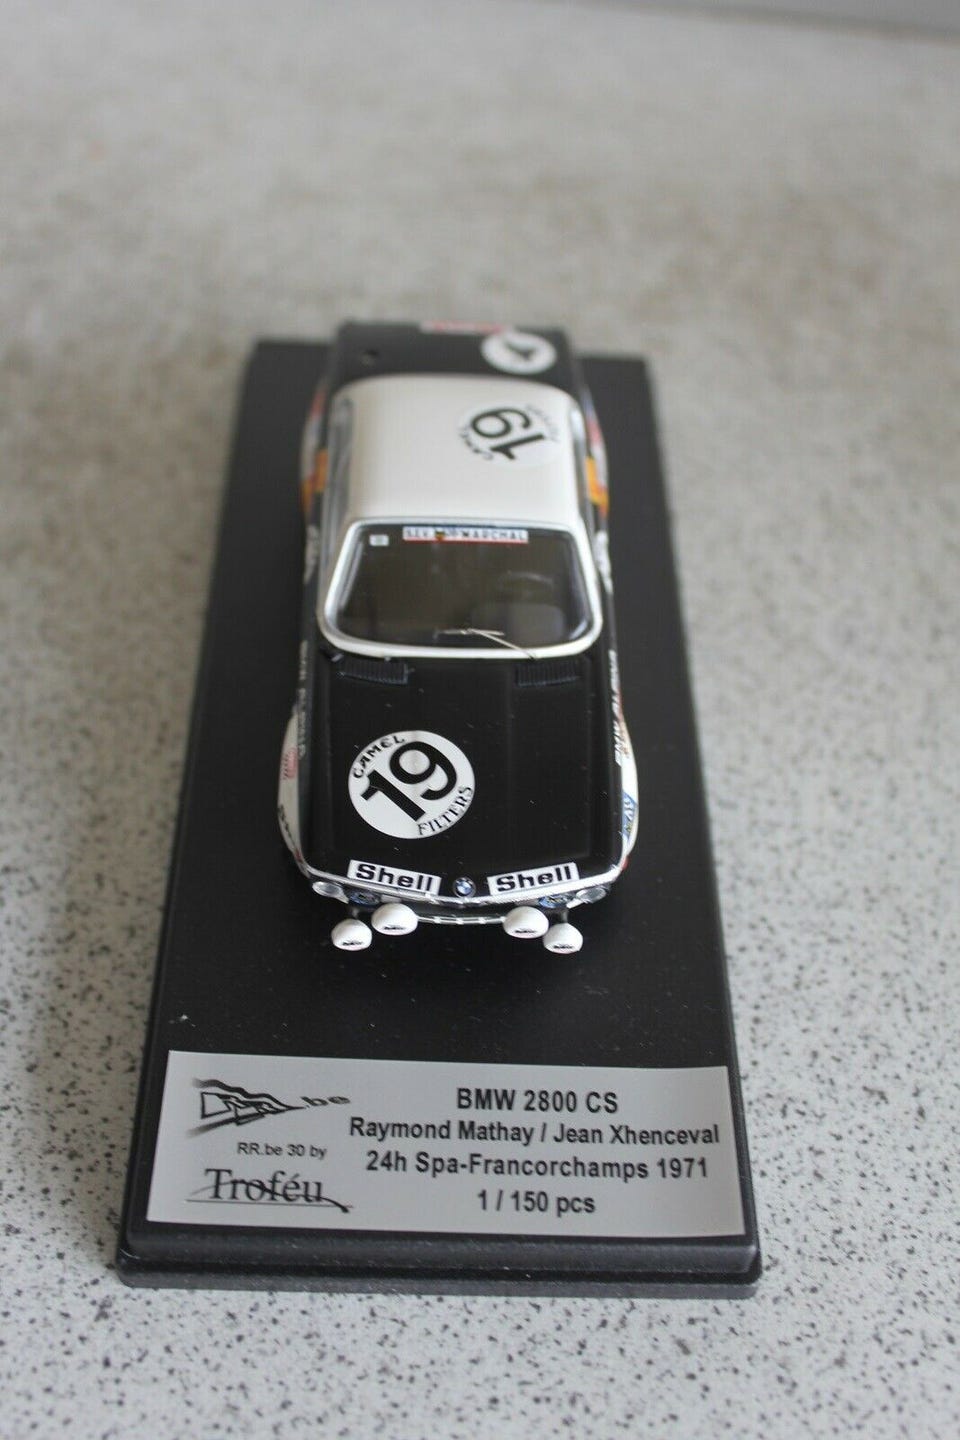 19
S.E.V. MARCHAL
CAMEL
19
FILTERS
Shell Shell
RR.be
BMW 2800 CS
Raymond Mathay / Jean Xhenceval
RR.be 30 by
24h Spa-Francorchamps 1971
Troféu
1 / 150 pcs